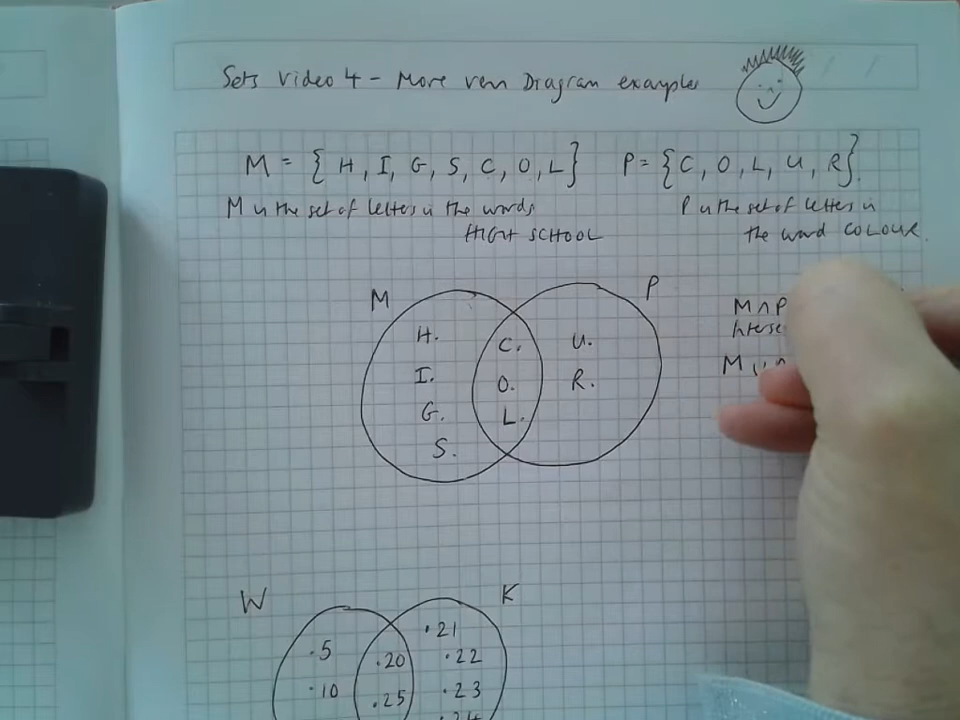 Sets Video 4 - More venn Diagram examples
M = { H, I, G, S, C, O, L}
P = {C, O, L, U, R}.
M is the set of letters in the words
HIGH SCHOOL
P is the set of letters in
the word COLOUR.
M
P
H.
I.
G.
S.
C.
O.
L.
U.
R.
M ∩ P
M
W
K
.5
.10
.20
.25
.21
.22
.23